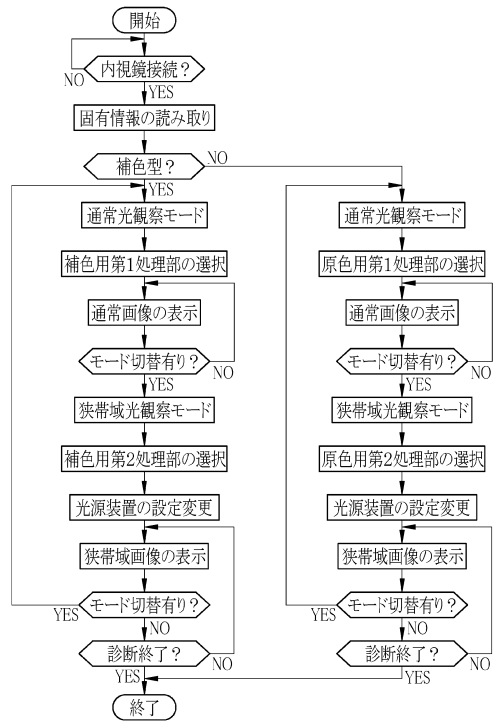 開始
内視鏡接続？
NO
YES
固有情報の読み取り
補色型？
NO
YES
通常光観察モード
補色用第1処理部の選択
通常画像の表示
モード切替有り？
NO
YES
狭帯域光観察モード
補色用第2処理部の選択
光源装置の設定変更
狭帯域画像の表示
モード切替有り？
YES
NO
診断終了？
NO
YES
終了
通常光観察モード
原色用第1処理部の選択
通常画像の表示
モード切替有り？
NO
YES
狭帯域光観察モード
原色用第2処理部の選択
光源装置の設定変更
狭帯域画像の表示
モード切替有り？
YES
NO
診断終了？
NO
YES